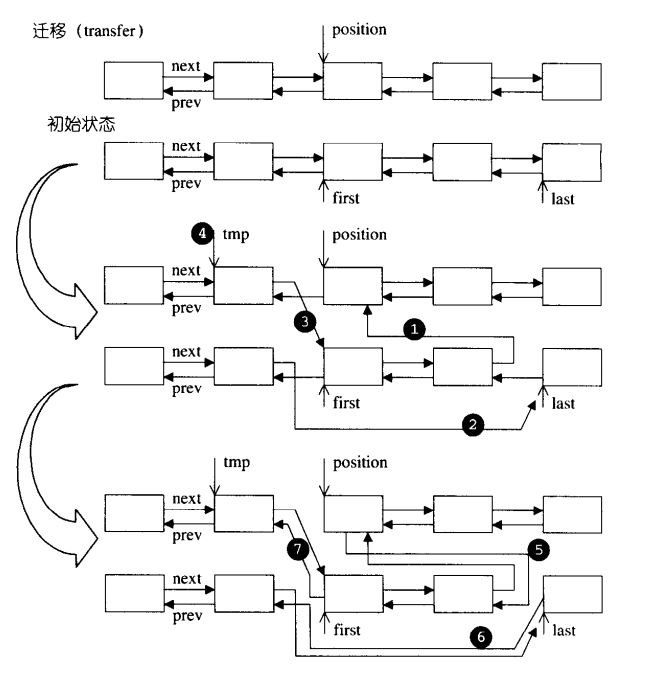 迁移（transfer）
position
next
prev
初始状态
next
prev
first
last
4 tmp
position
next
prev
3
1
next
prev
first
last
2
tmp
position
next
prev
7
5
next
prev
first
last
6